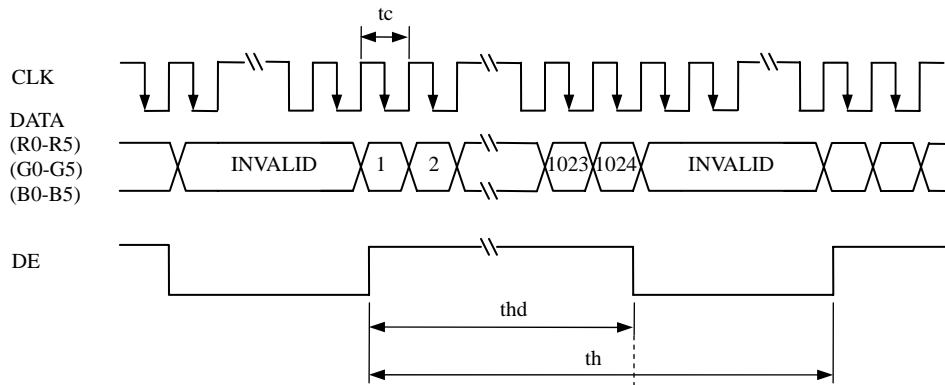 tc
CLK
DATA
(R0-R5)
(G0-G5)
(B0-B5)
INVALID 1 2 1023 1024 INVALID
DE
thd
th